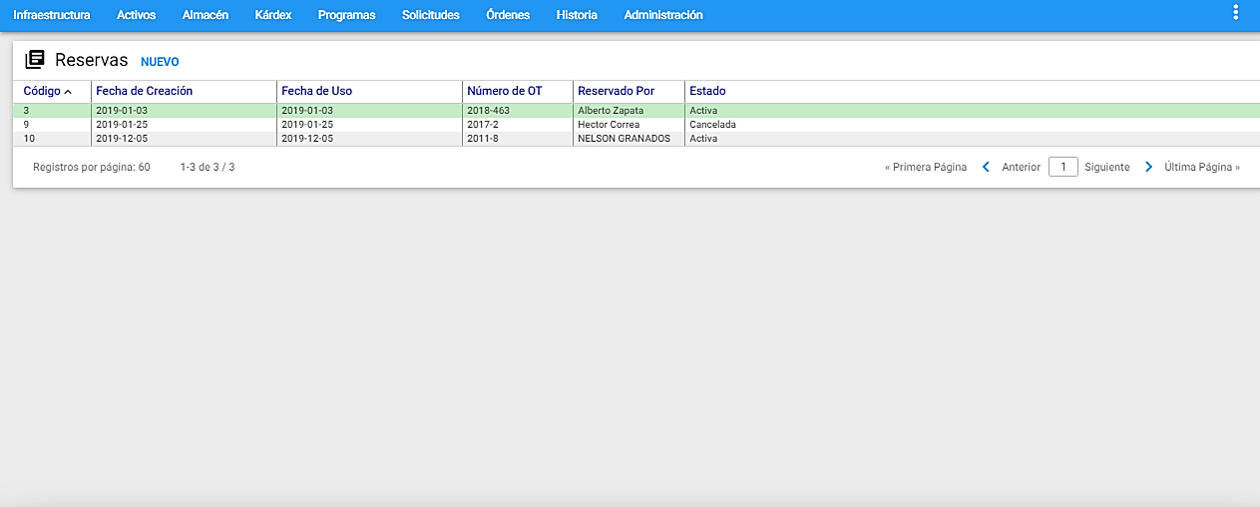 Infraestructura Activos Almacén Kárdex Programas Solicitudes Órdenes Historia Administración
Reservas NUEVO
Código Fecha de Creación Fecha de Uso Número de OT Reservado Por Estado
3 2019-01-03 2019-01-03 2018-463 Alberto Zapata Activa
9 2019-01-25 2019-01-25 2017-2 Hector Correa Cancelada
10 2019-12-05 2019-12-05 2011-8 NELSON GRANADOS Activa
Registros por página: 60 1-3 de 3 / 3 « Primera Página Anterior 1 Siguiente Última Página »